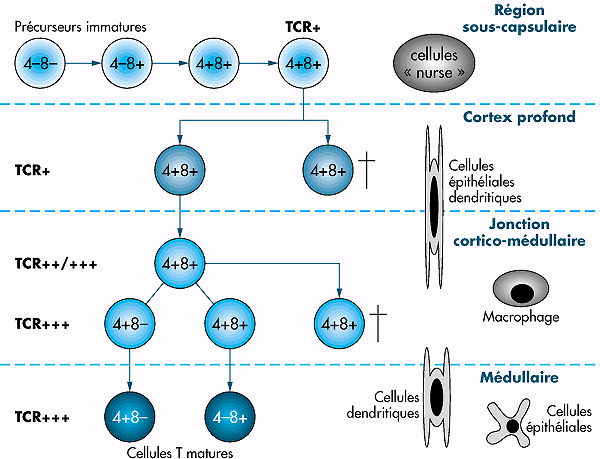 Région
sous-capsulaire
Précurseurs immatures
TCR+
4–8–
4–8+
4+8+
4+8+
cellules
« nurse »
Cortex profond
TCR+
4+8+
4+8+
Cellules
épithéliales
dendritiques
Jonction
cortico-médullaire
TCR++/+++
4+8+
TCR+++
4+8–
4+8+
4+8+
Macrophage
Médullaire
TCR+++
4+8–
4–8+
Cellules
dendritiques
Cellules
épithéliales
Cellules T matures